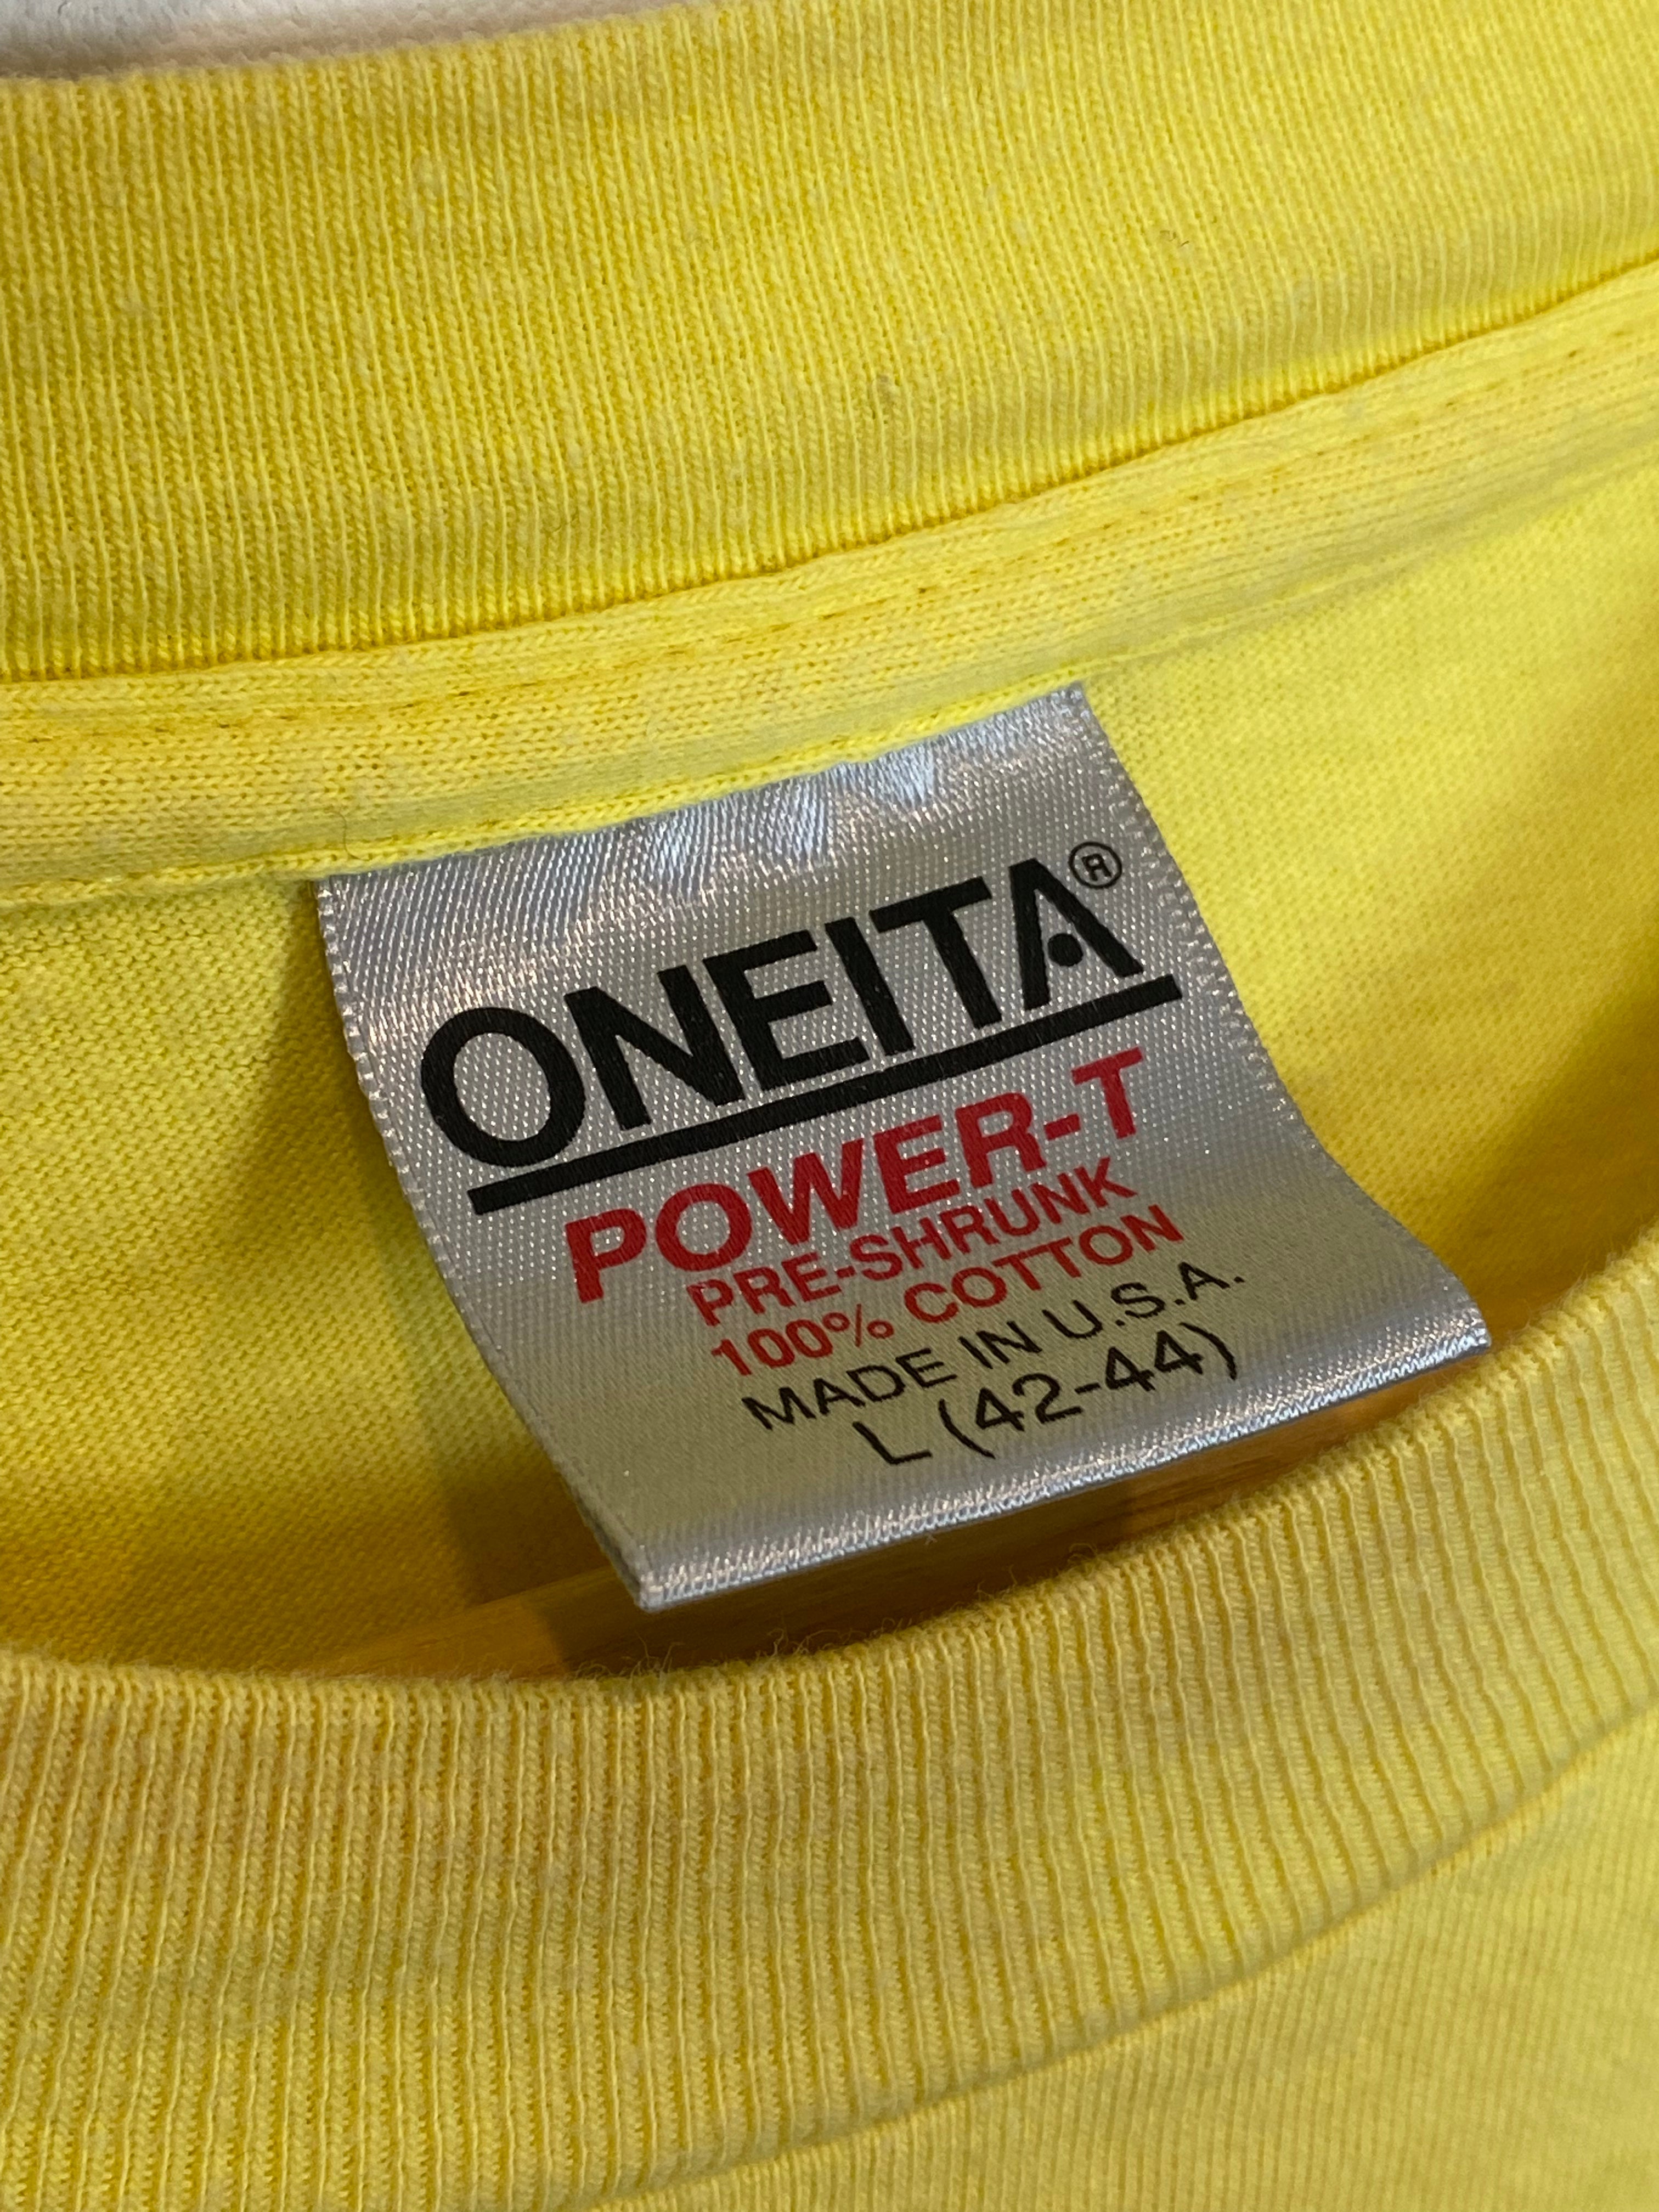 ONEITA®
POWER-T
PRE-SHRUNK
100% COTTON
MADE IN U.S.A.
L (42-44)